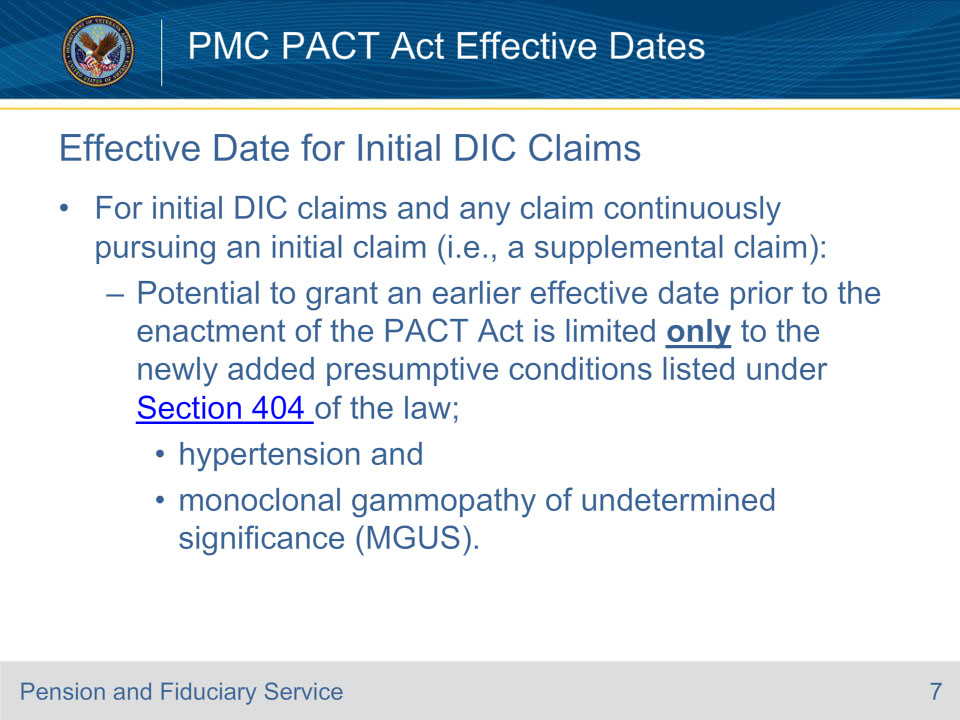 PMC PACT Act Effective Dates
Effective Date for Initial DIC Claims
• For initial DIC claims and any claim continuously
pursuing an initial claim (i.e., a supplemental claim):
– Potential to grant an earlier effective date prior to the
enactment of the PACT Act is limited only to the
newly added presumptive conditions listed under
Section 404 of the law;
• hypertension and
• monoclonal gammopathy of undetermined
significance (MGUS).
Pension and Fiduciary Service
7